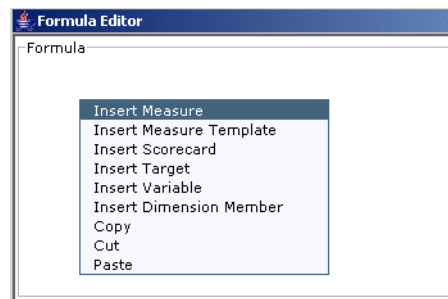 Formula Editor
Formula
Insert Measure
Insert Measure Template
Insert Scorecard
Insert Target
Insert Variable
Insert Dimension Member
Copy
Cut
Paste